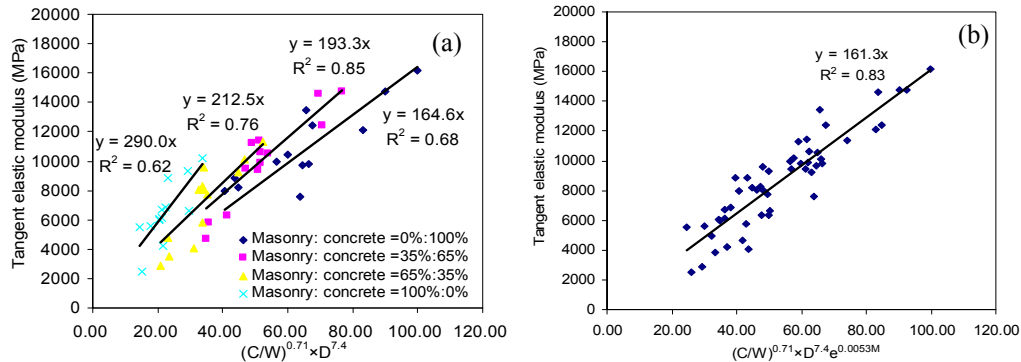 20000
18000
16000
14000
12000
10000
8000
6000
4000
2000
0
Tangent elastic modulus (MPa)
(a)
y = 193.3x
R² = 0.85
y = 212.5x
R² = 0.76
y = 164.6x
R² = 0.68
y = 290.0x
R² = 0.62
Masonry: concrete =0%:100%
Masonry: concrete =35%:65%
Masonry: concrete =65%:35%
Masonry: concrete =100%:0%
0.00 20.00 40.00 60.00 80.00 100.00 120.00
(C/W)^0.71×D^7.4
20000
18000
16000
14000
12000
10000
8000
6000
4000
2000
0
Tangent elastic modulus (MPa)
(b)
y = 161.3x
R² = 0.83
0.00 20.00 40.00 60.00 80.00 100.00 120.00
(C/W)^0.71×D^7.4e^0.0053M